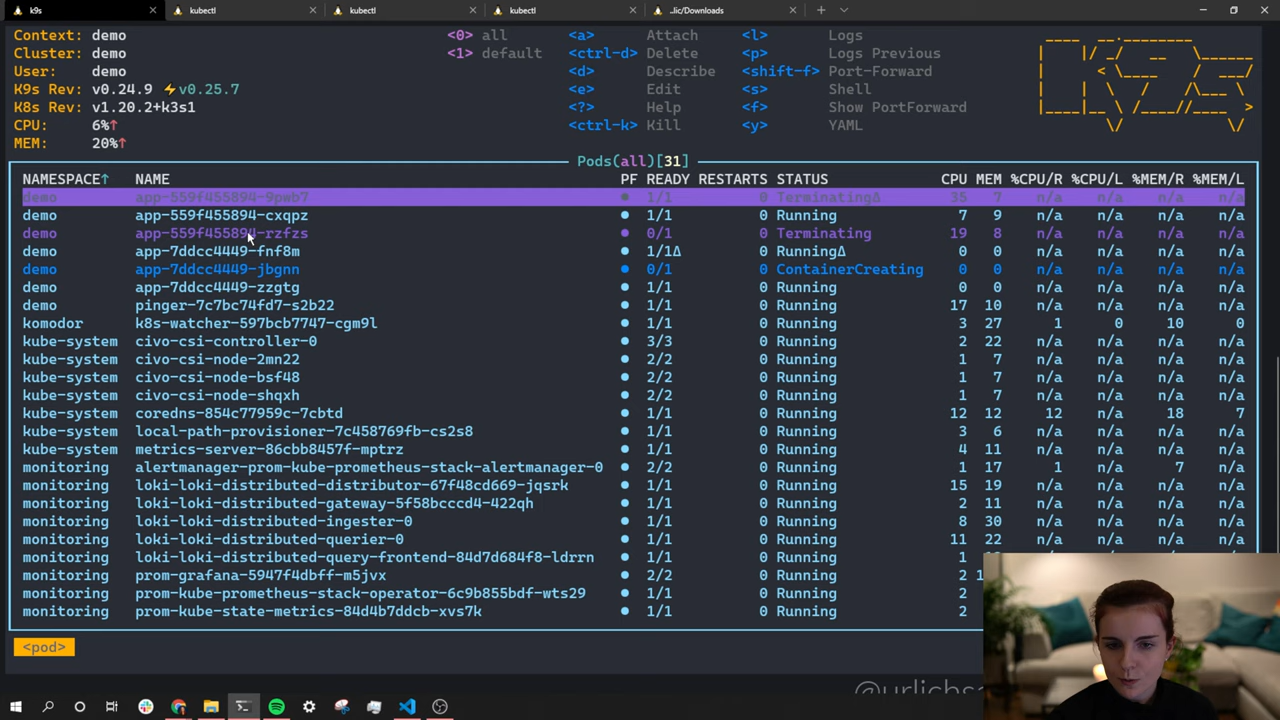 k9s kubectl kubectl kubectl ..lic/Downloads
Context: demo <0> all <a> Attach <l> Logs
Cluster: demo <1> default <ctrl-d> Delete <p> Logs Previous
User: demo <d> Describe <shift-f> Port-Forward
K9s Rev: v0.24.9 ⚡v0.25.7 <e> Edit <s> Shell
K8s Rev: v1.20.2+k3s1 <?> Help <f> Show PortForward
CPU: 6%↑ <ctrl-k> Kill <y> YAML
MEM: 20%↑
Pods(all)[31]
NAMESPACE↑ NAME PF READY RESTARTS STATUS CPU MEM %CPU/R %CPU/L %MEM/R %MEM/L
demo app-559f455894-9pwb7 ● 1/1 0 TerminatingΔ 35 7 n/a n/a n/a n/a
demo app-559f455894-cxqpz ● 1/1 0 Running 7 9 n/a n/a n/a n/a
demo app-559f455894-rzfzs ● 0/1 0 Terminating 19 8 n/a n/a n/a n/a
demo app-7ddcc4449-fnf8m ● 1/1Δ 0 RunningΔ 0 0 n/a n/a n/a n/a
demo app-7ddcc4449-jbgnn ● 0/1 0 ContainerCreating 0 0 n/a n/a n/a n/a
demo app-7ddcc4449-zzgtg ● 1/1 0 Running 0 0 n/a n/a n/a n/a
demo pinger-7c7bc74fd7-s2b22 ● 1/1 0 Running 17 10 n/a n/a n/a n/a
komodor k8s-watcher-597bcb7747-cgm9l ● 1/1 0 Running 3 27 1 0 10 0
kube-system civo-csi-controller-0 ● 3/3 0 Running 2 22 n/a n/a n/a n/a
kube-system civo-csi-node-2mn22 ● 2/2 0 Running 1 7 n/a n/a n/a n/a
kube-system civo-csi-node-bsf48 ● 2/2 0 Running 1 7 n/a n/a n/a n/a
kube-system civo-csi-node-shqxh ● 2/2 0 Running 1 7 n/a n/a n/a n/a
kube-system coredns-854c77959c-7cbtd ● 1/1 0 Running 12 12 12 n/a 18 7
kube-system local-path-provisioner-7c458769fb-cs2s8 ● 1/1 0 Running 3 6 n/a n/a n/a n/a
kube-system metrics-server-86cbb8457f-mptrz ● 1/1 0 Running 4 11 n/a n/a n/a n/a
monitoring alertmanager-prom-kube-prometheus-stack-alertmanager-0 ● 2/2 0 Running 1 17 1 n/a 7 n/a
monitoring loki-loki-distributed-distributor-67f48cd669-jqsrk ● 1/1 0 Running 15 19 n/a n/a n/a n/a
monitoring loki-loki-distributed-gateway-5f58bcccd4-422qh ● 1/1 0 Running 2 11 n/a n/a n/a n/a
monitoring loki-loki-distributed-ingester-0 ● 1/1 0 Running 8 30 n/a n/a n/a n/a
monitoring loki-loki-distributed-querier-0 ● 1/1 0 Running 11 22 n/a n/a n/a n/a
monitoring loki-loki-distributed-query-frontend-84d7d684f8-ldrrn ● 1/1 0 Running 1 n/a n/a n/a n/a
monitoring prom-grafana-5947f4dbff-m5jvx ● 2/2 0 Running 2
monitoring prom-kube-prometheus-stack-operator-6c9b855bdf-wts29 ● 1/1 0 Running 2
monitoring prom-kube-state-metrics-84d4b7ddcb-xvs7k ● 1/1 0 Running 2
<pod>